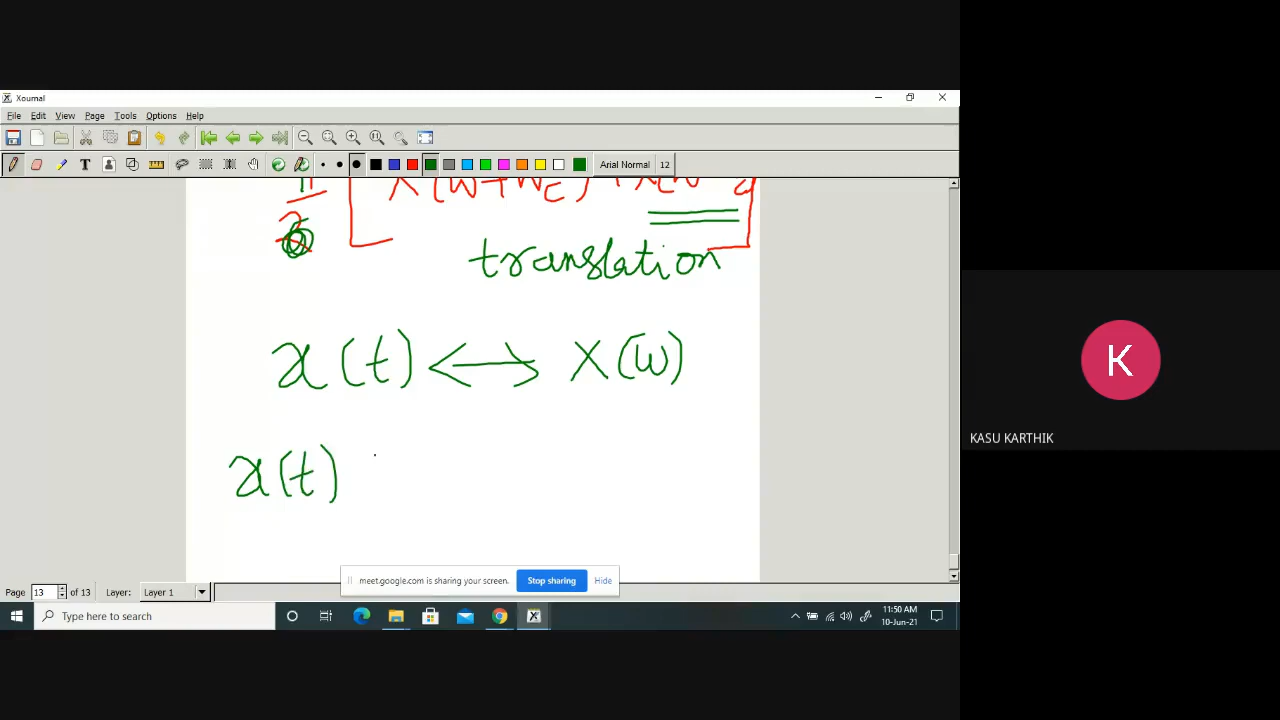 Xournal
File Edit View Page Tools Options Help
Arial Normal 12
X(W+WC) +X(W
2
translation
x(t) ↔ X(W)
x(t)
KASU KARTHIK
K
meet.google.com is sharing your screen. Stop sharing Hide
Page 13 of 13 Layer: Layer 1
Type here to search
11:50 AM
10-Jun-21